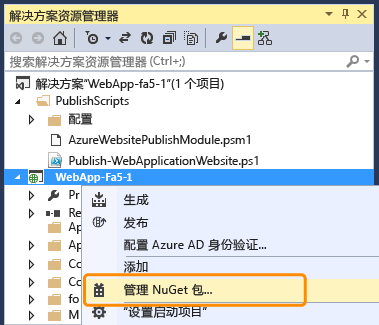 解决方案资源管理器
搜索解决方案资源管理器(Ctrl+;)
解决方案"WebApp-fa5-1"(1 个项目)
PublishScripts
配置
AzureWebsitePublishModule.psm1
Publish-WebApplicationWebsite.ps1
WebApp-Fa5-1
Pr
Re
Ap
Ap
Cc
Cc
fo
M
生成
发布
配置 Azure AD 身份验证...
添加
管理 NuGet 包...
"设置启动项目"